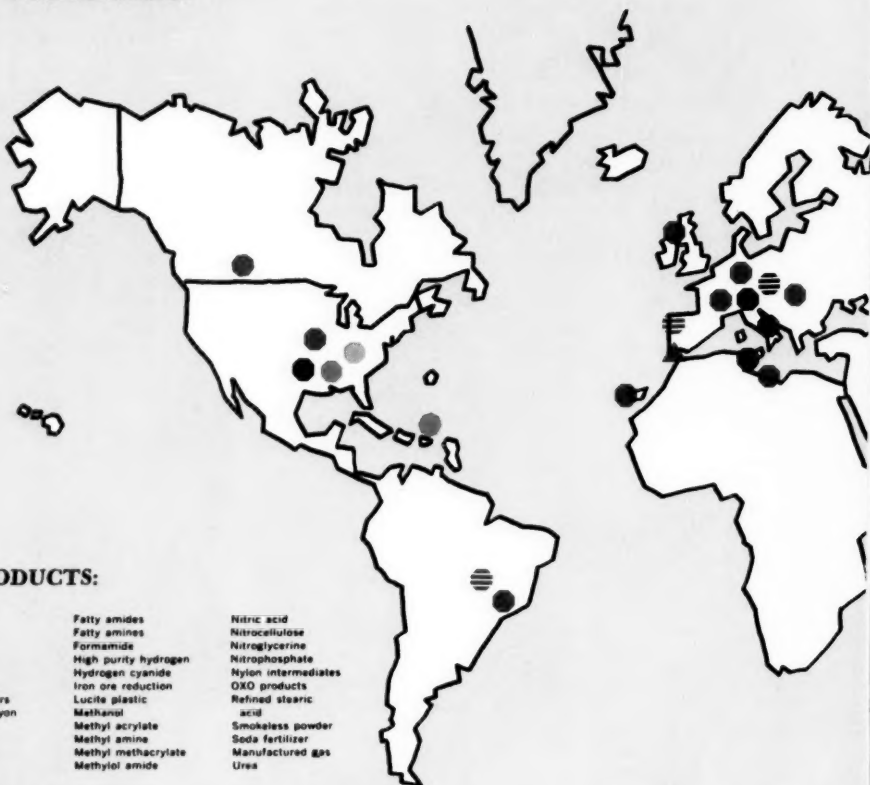 ODUCTS:
rs
yon
Fatty amides
Fatty amines
Formamide
High purity hydrogen
Hydrogen cyanide
Iron ore reduction
Lucite plastic
Methanol
Methyl acrylate
Methyl amine
Methyl methacrylate
Methylol amide
Nitric acid
Nitrocellulose
Nitroglycerine
Nitrophosphate
Nylon intermediates
OXO products
Refined stearic
acid
Smokeless powder
Soda fertilizer
Manufactured gas
Urea